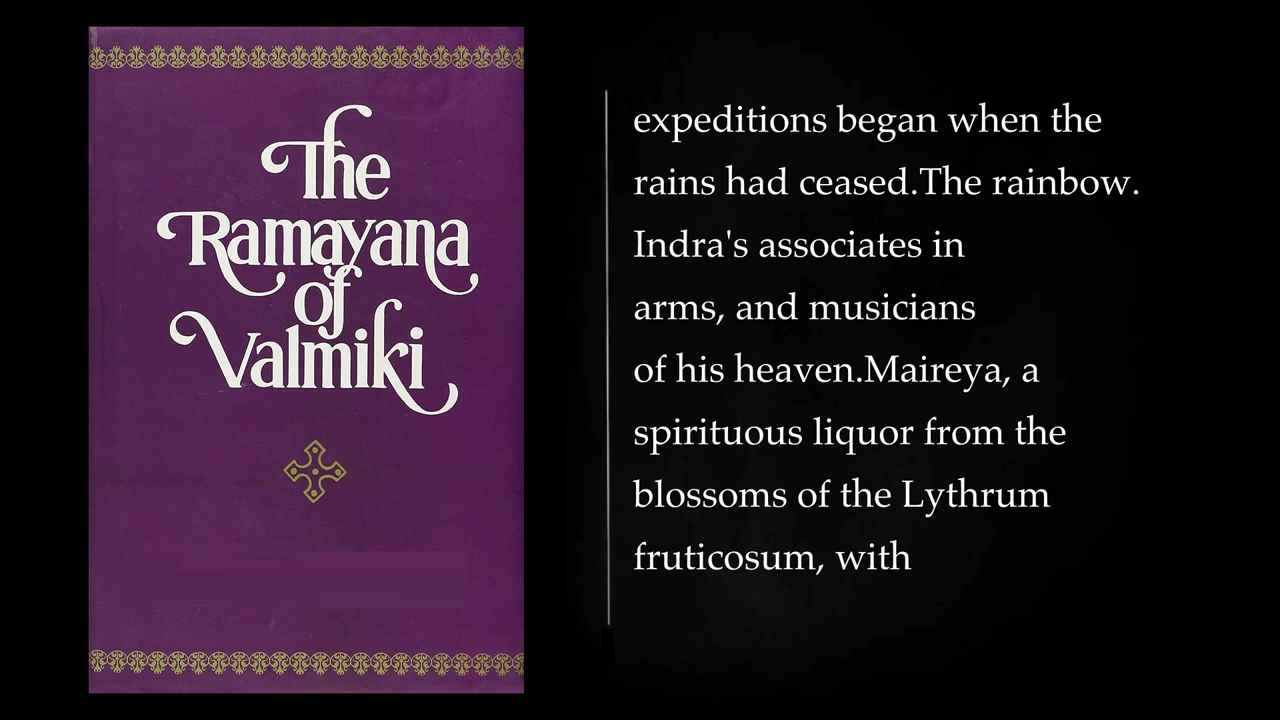 The
Ramayana
of
Valmiki
expeditions began when the
rains had ceased.The rainbow.
Indra's associates in
arms, and musicians
of his heaven.Maireya, a
spirituous liquor from the
blossoms of the Lythrum
fruticosum, with